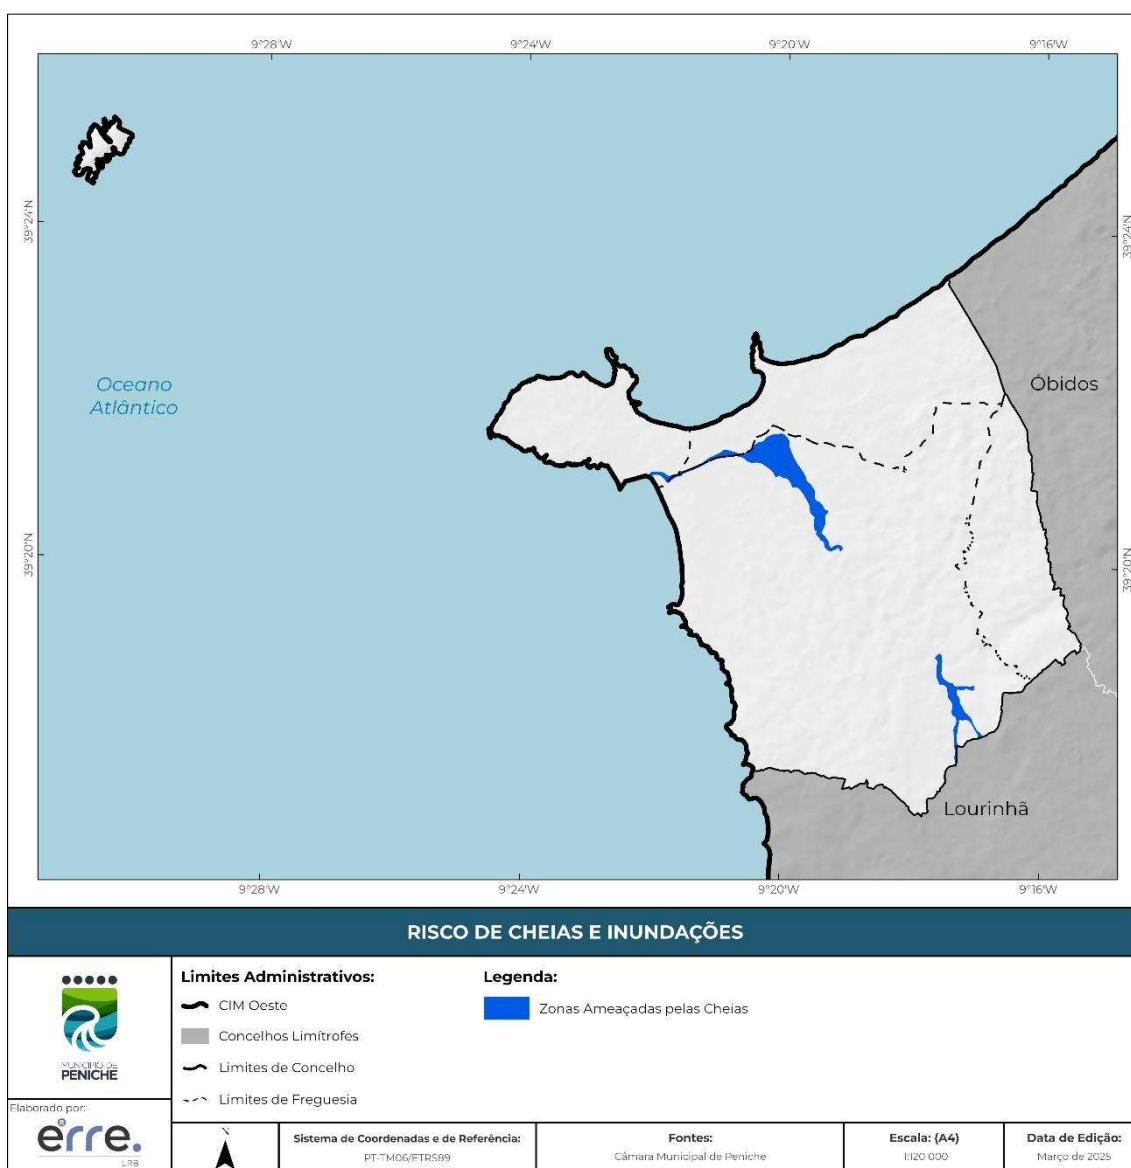 9°28'W 9°24'W 9°20'W 9°16'W
39°24'N 39°24'N
Óbidos
Oceano
Atlântico
39°20'N 39°20'N
Lourinhã
9°28'W 9°24'W 9°20'W 9°16'W
RISCO DE CHEIAS E INUNDAÇÕES
MUNICÍPIO DE
PENICHE
Limites Administrativos:
CIM Oeste
Concelhos Limítrofes
Limites de Concelho
Limites de Freguesia
Legenda:
Zonas Ameaçadas pelas Cheias
Elaborado por:
erre.
LRB
N
Sistema de Coordenadas e de Referência:
PT-TM06/ETRS89
Fontes:
Câmara Municipal de Peniche
Escala: (A4)
1:120 000
Data de Edição:
Março de 2025